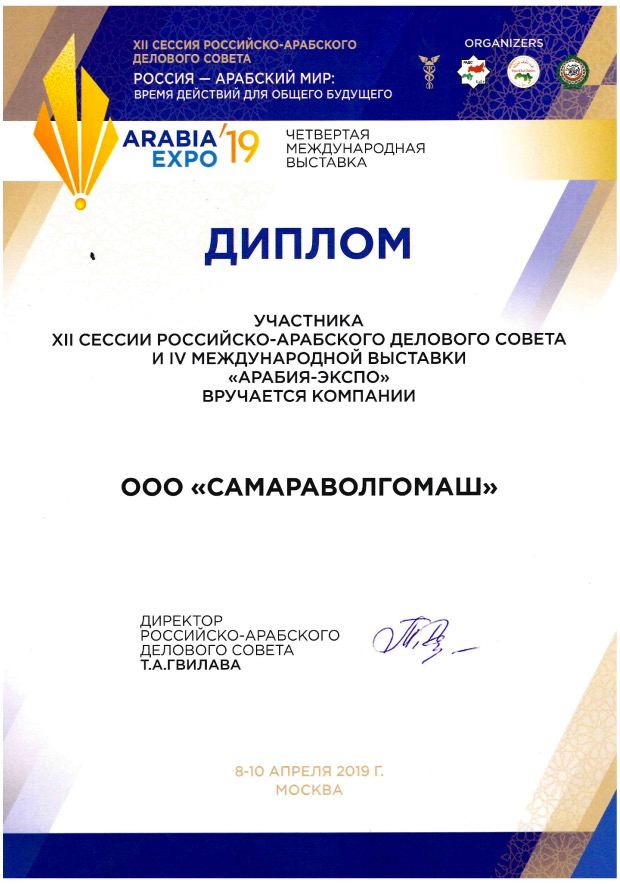 XII СЕССИЯ РОССИЙСКО-АРАБСКОГО
ДЕЛОВОГО СОВЕТА
РОССИЯ — АРАБСКИЙ МИР:
ВРЕМЯ ДЕЙСТВИЙ ДЛЯ ОБЩЕГО БУДУЩЕГО
ORGANIZERS
РАДС
ARABIA '19
EXPO
ЧЕТВЕРТАЯ
МЕЖДУНАРОДНАЯ
ВЫСТАВКА
ДИПЛОМ
УЧАСТНИКА
XII СЕССИИ РОССИЙСКО-АРАБСКОГО ДЕЛОВОГО СОВЕТА
И IV МЕЖДУНАРОДНОЙ ВЫСТАВКИ
«АРАБИЯ-ЭКСПО»
ВРУЧАЕТСЯ КОМПАНИИ
ООО «САМАРАВОЛГОМАШ»
ДИРЕКТОР
РОССИЙСКО-АРАБСКОГО
ДЕЛОВОГО СОВЕТА
Т.А.ГВИЛАВА
8-10 АПРЕЛЯ 2019 Г.
МОСКВА